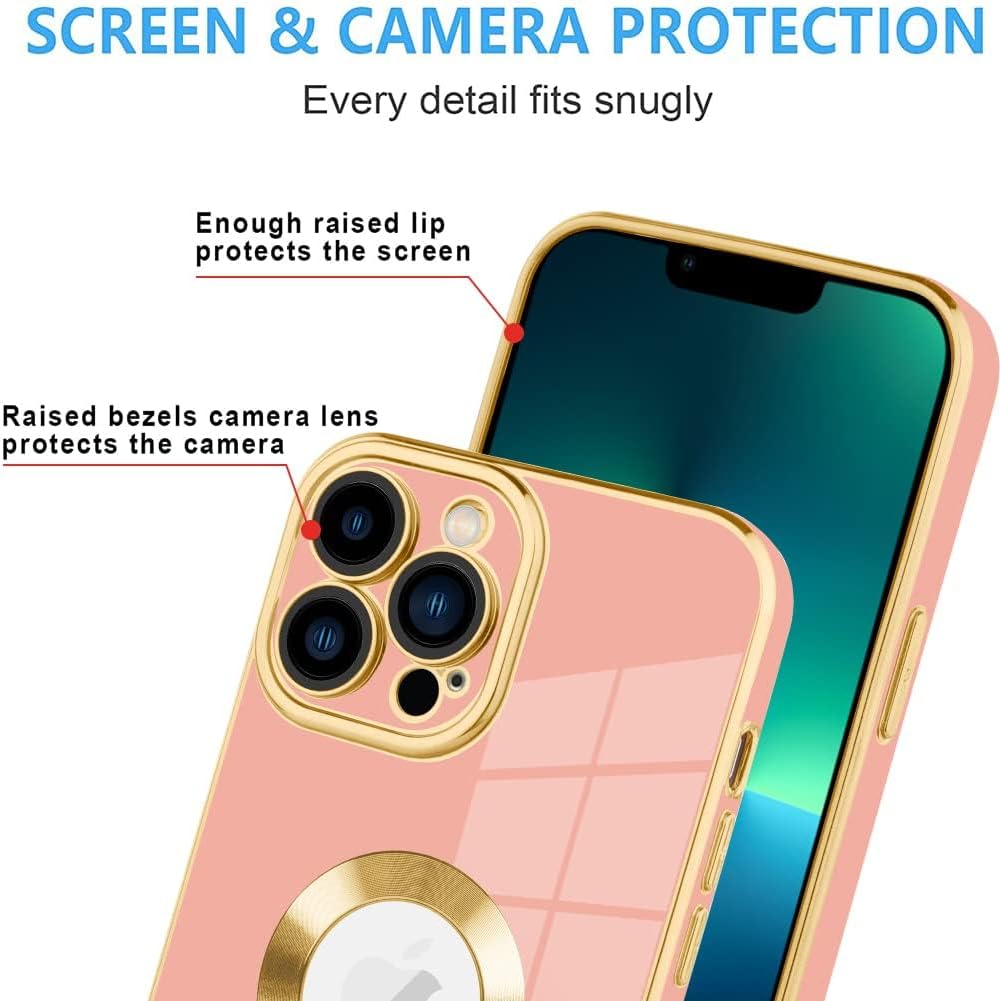 SCREEN & CAMERA PROTECTION
Every detail fits snugly
Enough raised lip
protects the screen
Raised bezels camera lens
protects the camera